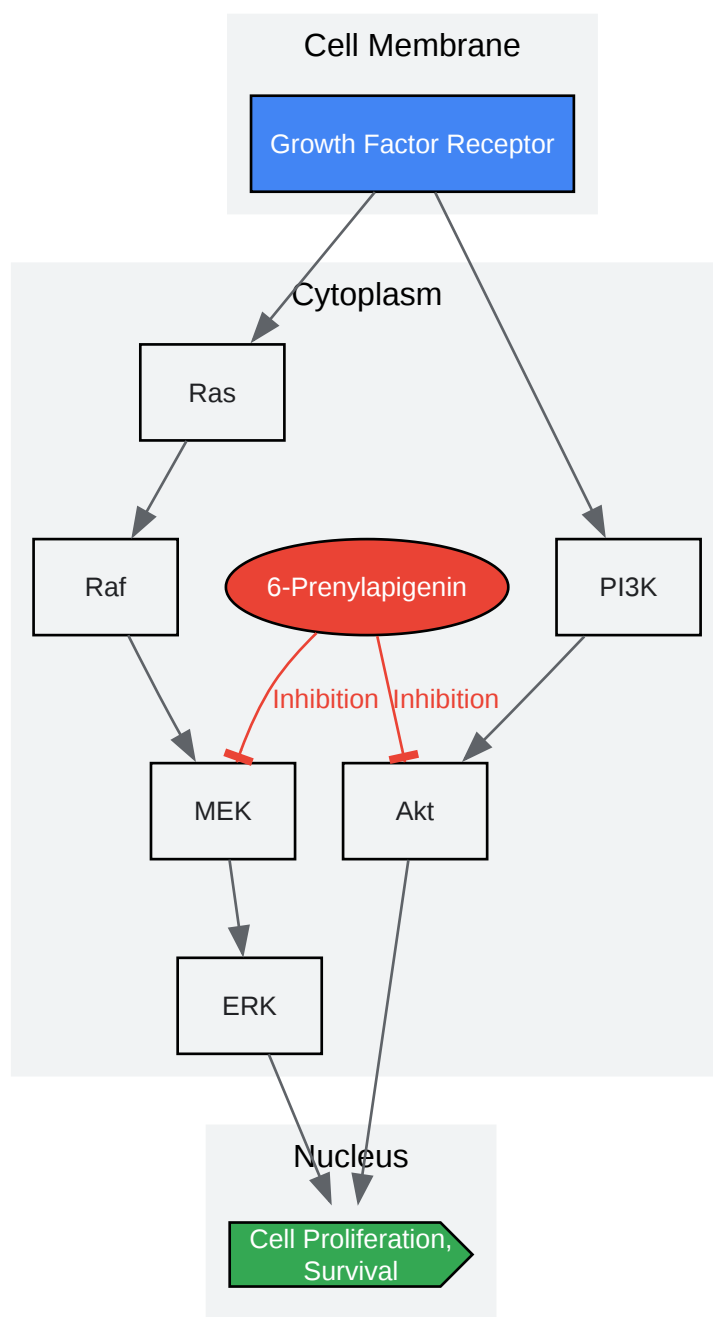 Cell Membrane
Growth Factor Receptor
Cytoplasm
Ras
Raf
6-Prenylapigenin
PI3K
Inhibition
Inhibition
MEK
Akt
ERK
Nucleus
Cell Proliferation,
Survival